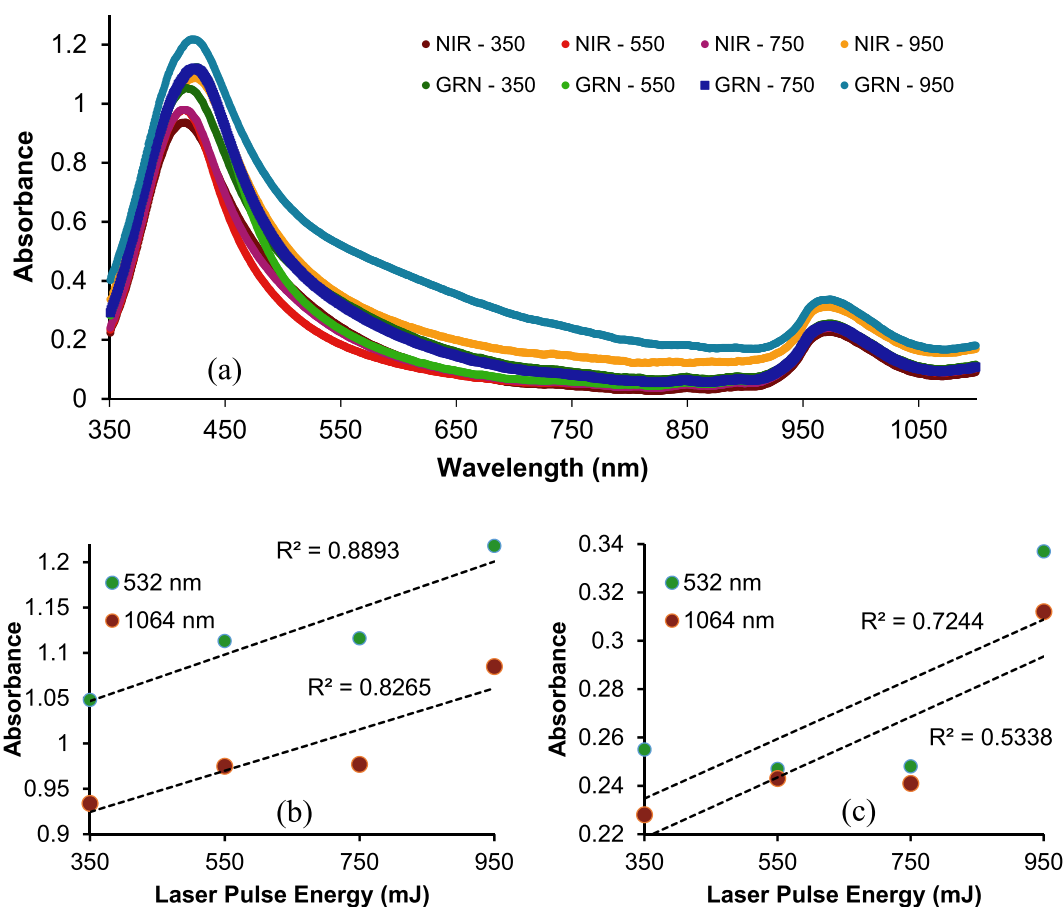 1.2
1
0.8
0.6
0.4
0.2
0
Absorbance
NIR - 350 NIR - 550 NIR - 750 NIR - 950
GRN - 350 GRN - 550 GRN - 750 GRN - 950
(a)
350 450 550 650 750 850 950 1050
Wavelength (nm)
1.2
1.15
1.1
1.05
1
0.95
0.9
Absorbance
532 nm
1064 nm
R² = 0.8893
R² = 0.8265
(b)
350 550 750 950
Laser Pulse Energy (mJ)
0.34
0.32
0.3
0.28
0.26
0.24
0.22
Absorbance
532 nm
1064 nm
R² = 0.7244
R² = 0.5338
(c)
350 550 750 950
Laser Pulse Energy (mJ)